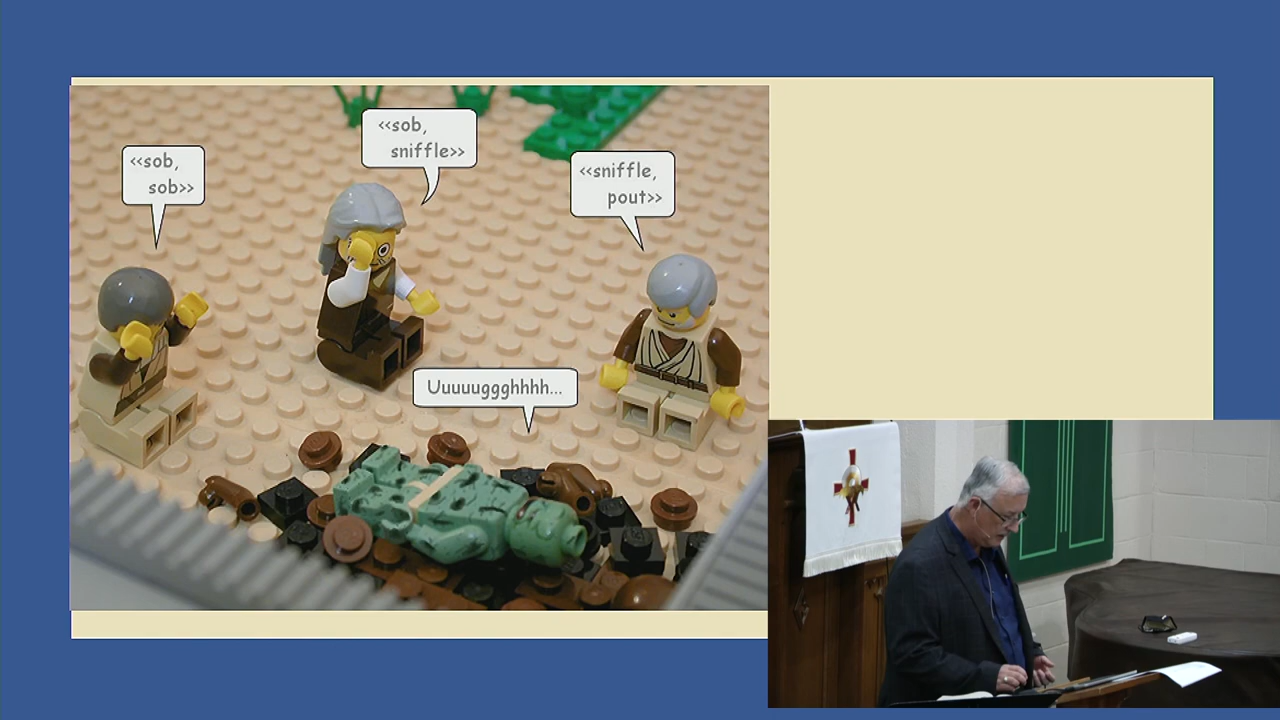 <<sob,
sob>>
<<sob,
sniffle>>
<<sniffle,
pout>>
Uuuuuggghhhh...